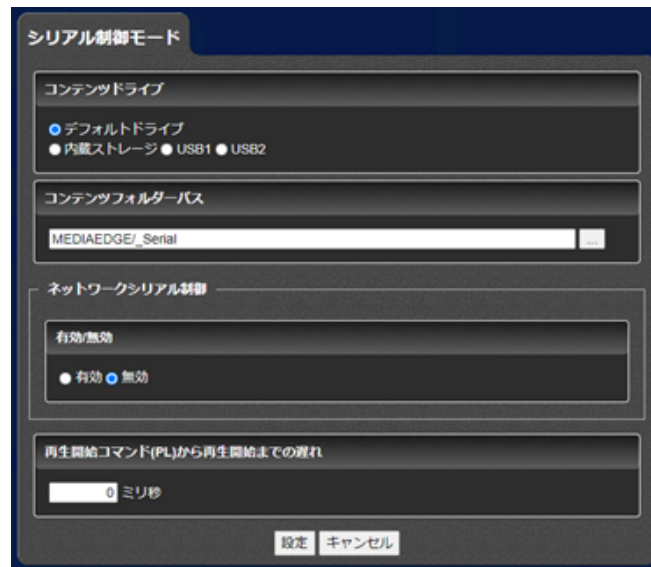 シリアル制御モード
コンテンツドライブ
デフォルトドライブ
内蔵ストレージ USB1 USB2
コンテンツフォルダーパス
MEDIAEDGE/_Serial ...
ネットワークシリアル制御
有効/無効
有効 無効
再生開始コマンド(PL)から再生開始までの遅れ
0 ミリ秒
設定 キャンセル